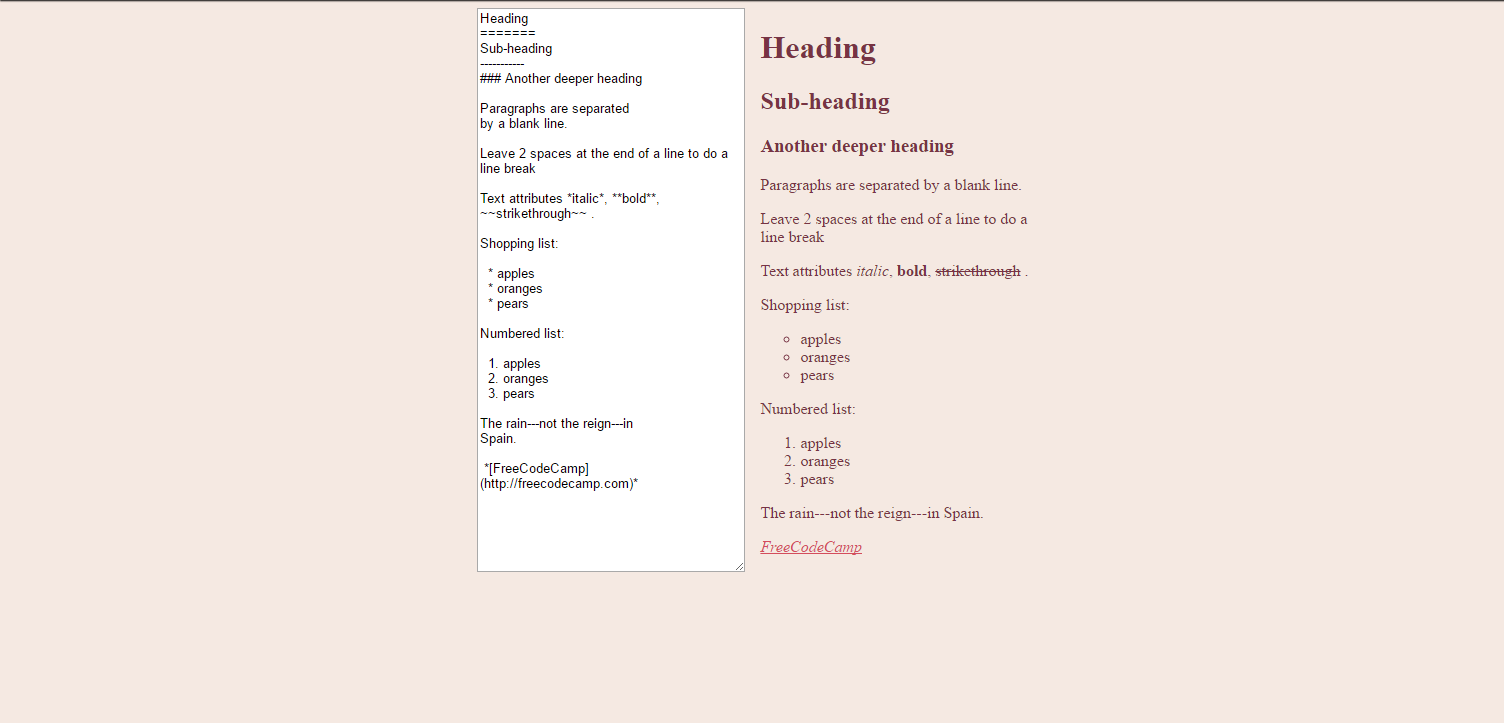 Heading
=======
Sub-heading
-----------
### Another deeper heading

Paragraphs are separated
by a blank line.

Leave 2 spaces at the end of a line to do a
line break

Text attributes *italic*, **bold**,
~~strikethrough~~ .

Shopping list:

  * apples
  * oranges
  * pears

Numbered list:

  1. apples
  2. oranges
  3. pears

The rain---not the reign---in
Spain.

 *[FreeCodeCamp]
(http://freecodecamp.com)*

Heading
Sub-heading
Another deeper heading
Paragraphs are separated by a blank line.
Leave 2 spaces at the end of a line to do a
line break
Text attributes italic, bold, strikethrough .
Shopping list:
apples
oranges
pears
Numbered list:
1. apples
2. oranges
3. pears
The rain---not the reign---in Spain.
FreeCodeCamp